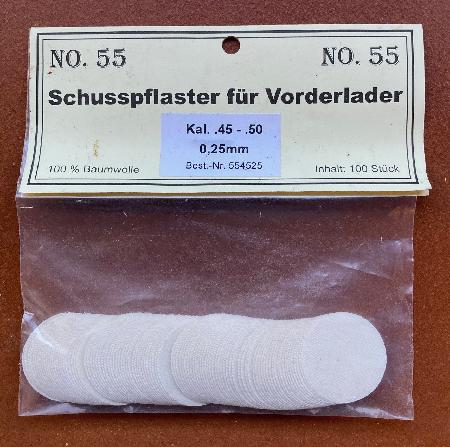 NO. 55 NO. 55
Schusspflaster für Vorderlader
Kal. .45 - .50
0,25mm
Best.-Nr. 554525
100 % Baumwolle Inhalt: 100 Stück